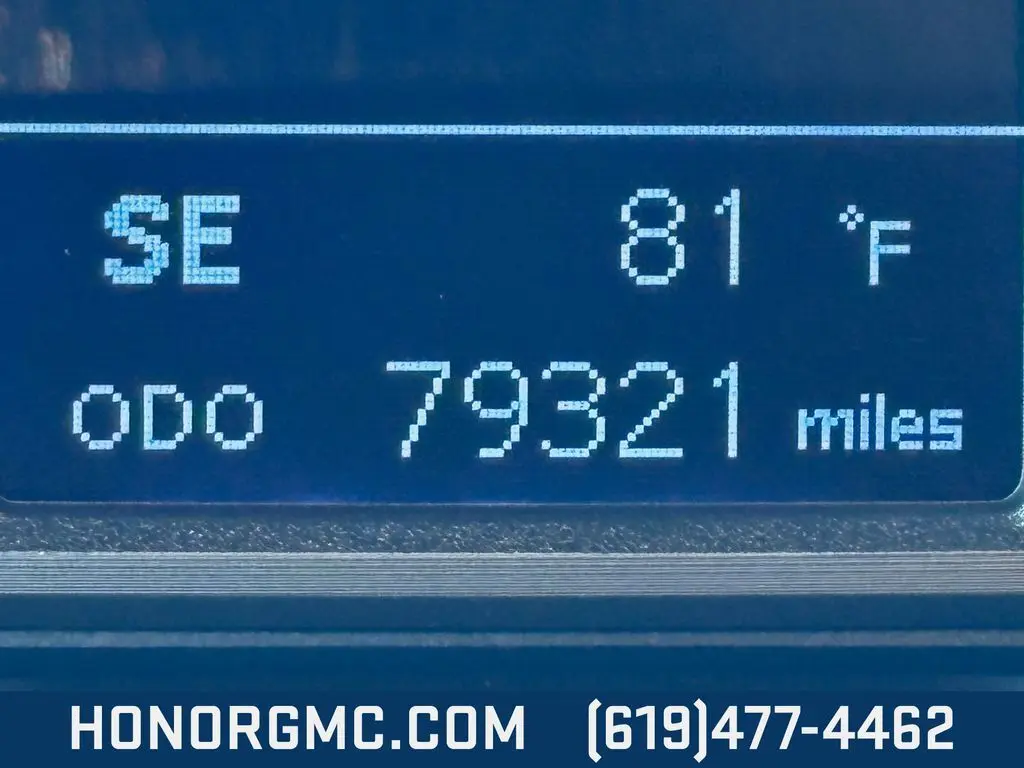 SE 81 °F
ODO 79321 miles
HONORGMC.COM (619)477-4462